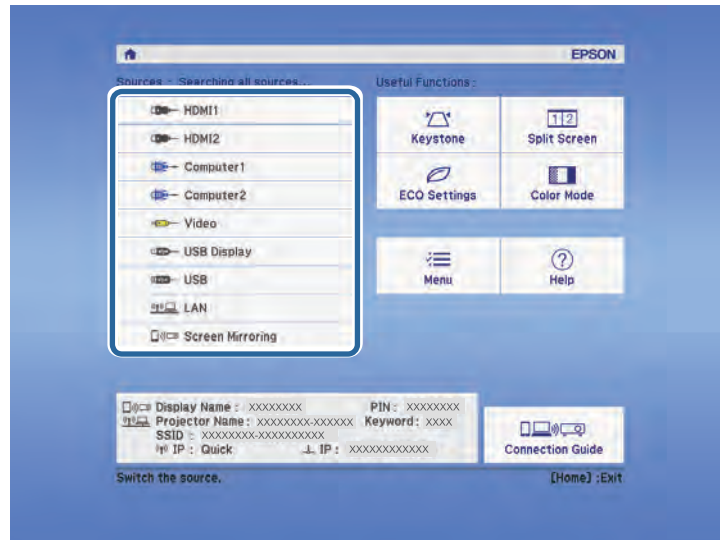 EPSON
Sources - Searching all sources...
Useful Functions :
HDMI1
HDMI2
Computer1
Computer2
Video
USB Display
USB
LAN
Screen Mirroring
Keystone
1 2
Split Screen
ECO Settings
Color Mode
Menu
?
Help
Display Name : XXXXXXXX PIN : XXXXXXXX
Projector Name : XXXXXXXX-XXXXXX Keyword : XXXX
SSID : XXXXXXXX-XXXXXXXXXX
IP : Quick IP : XXXXXXXXXXXX
Connection Guide
Switch the source.
[Home] :Exit